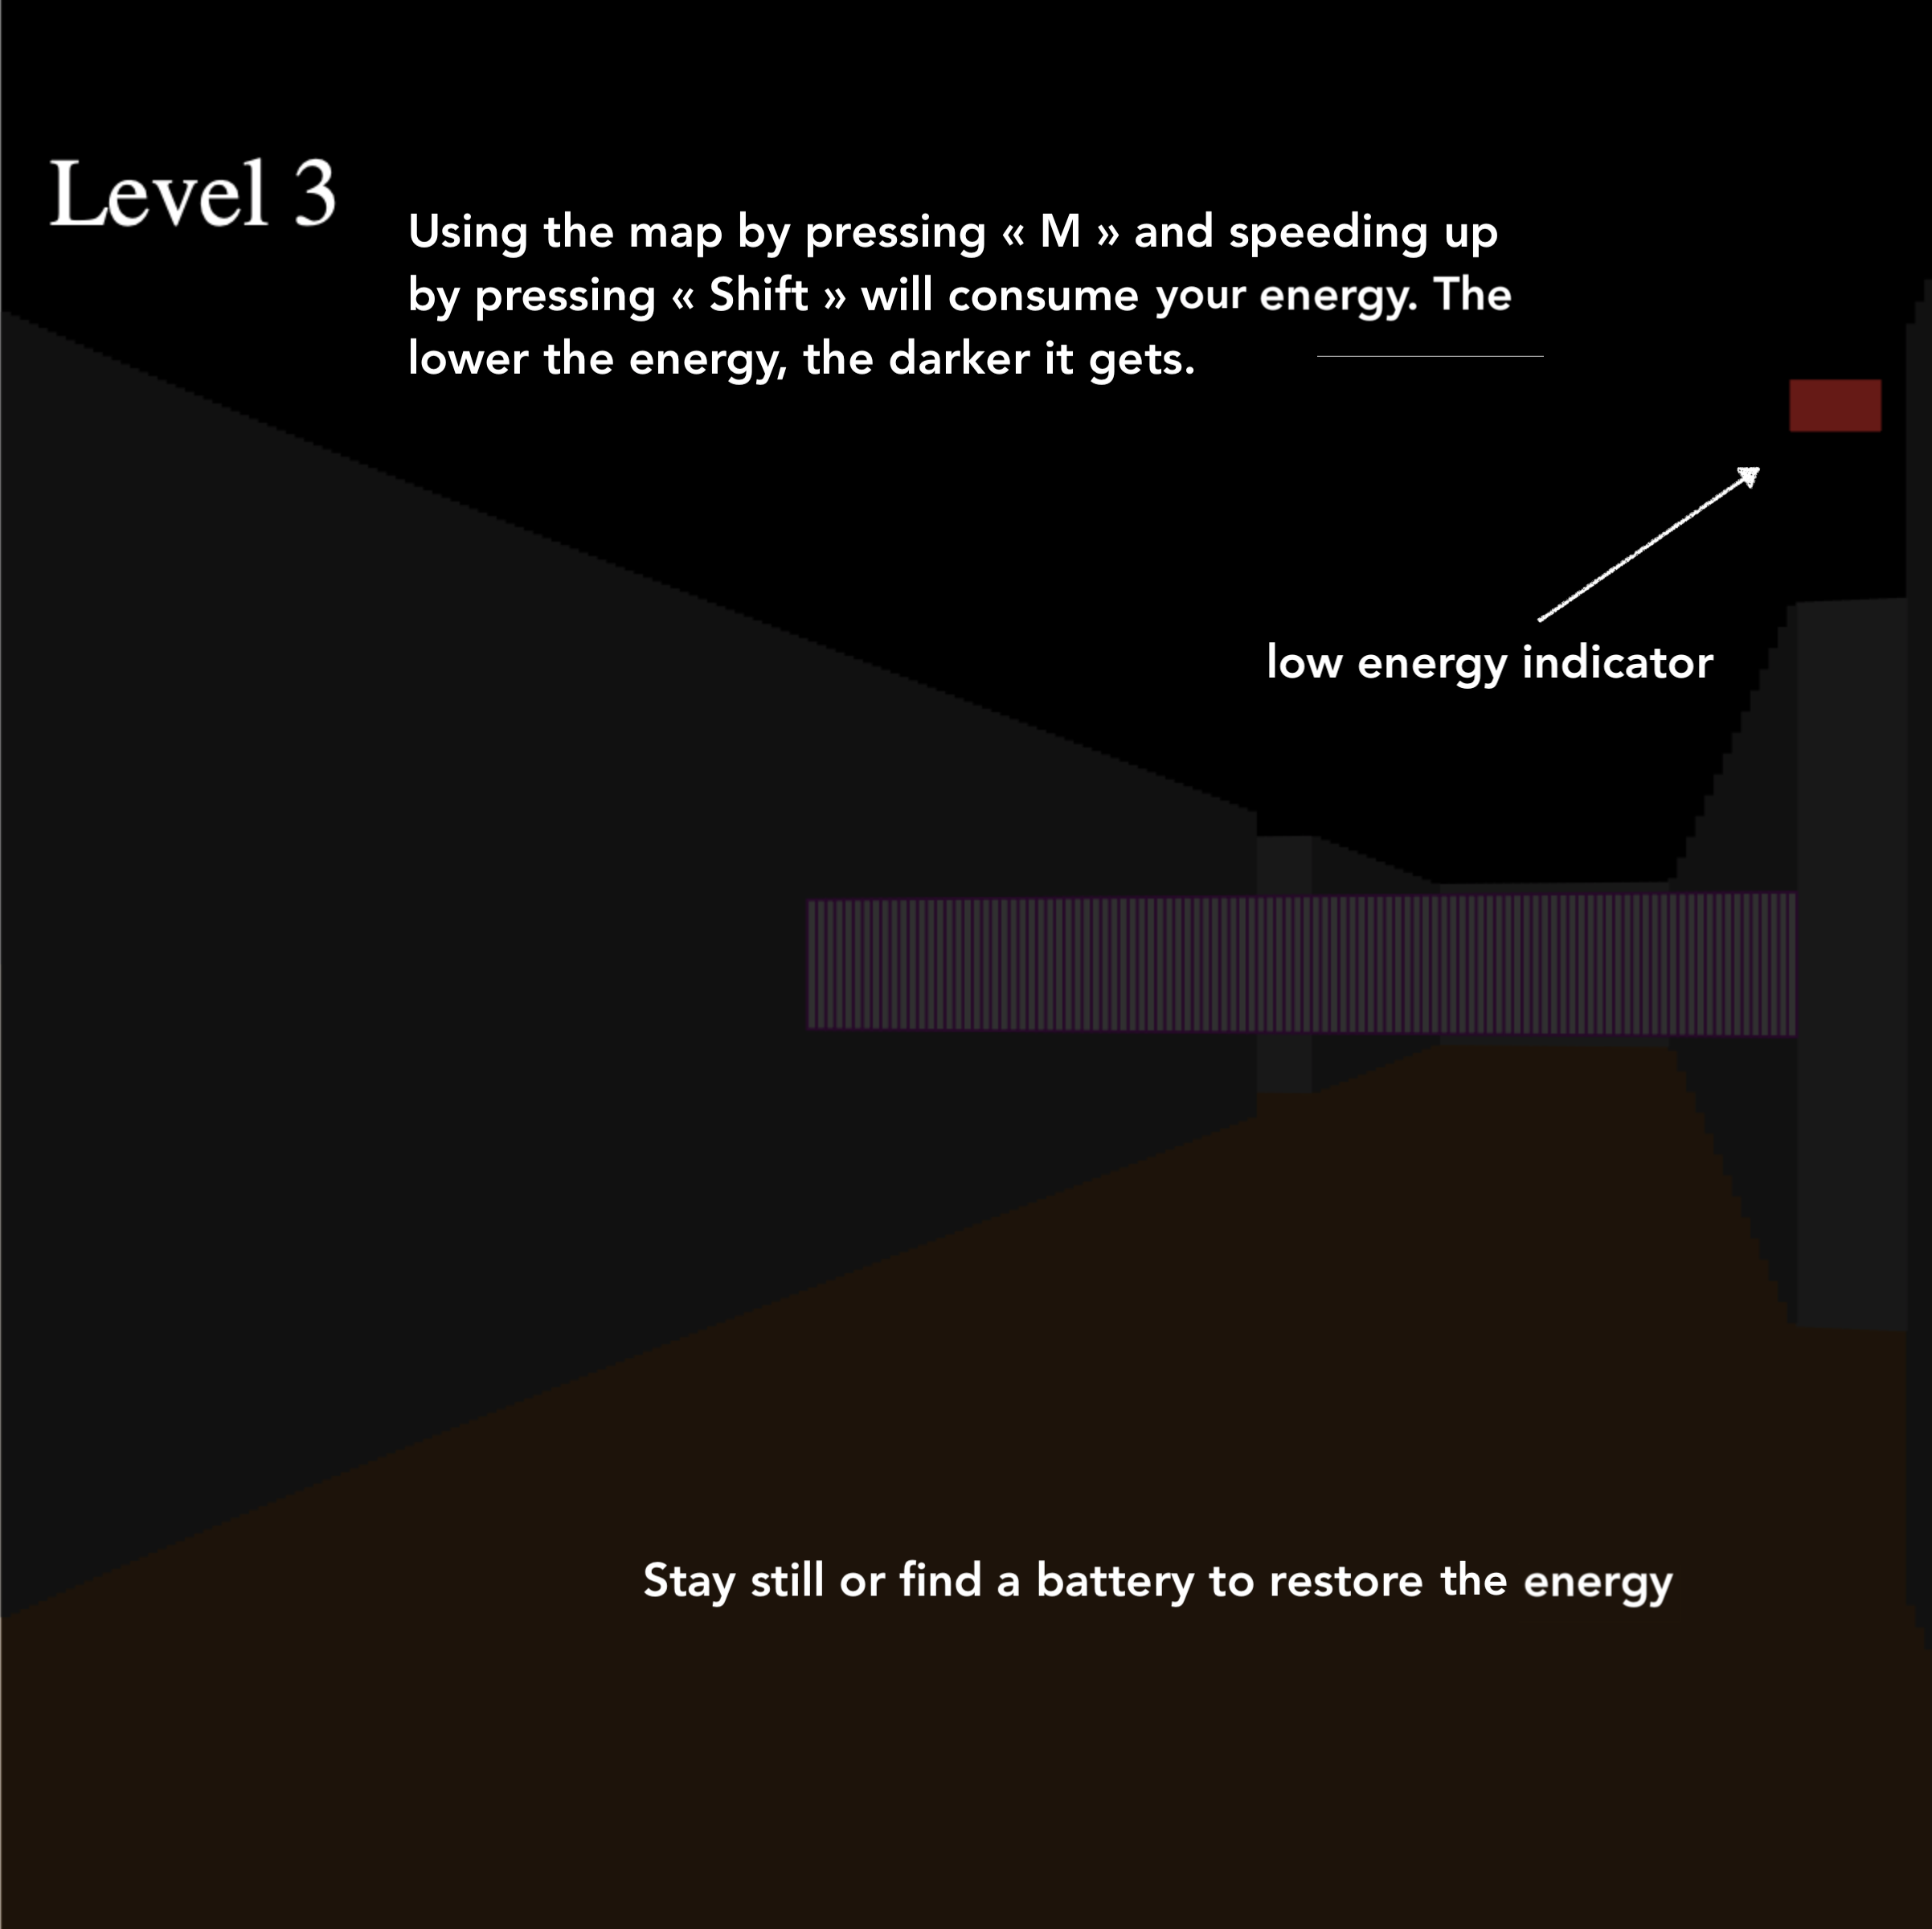 Level 3
Using the map by pressing « M » and speeding up
by pressing « Shift » will consume your energy. The
lower the energy, the darker it gets.
low energy indicator
Stay still or find a battery to restore the energy